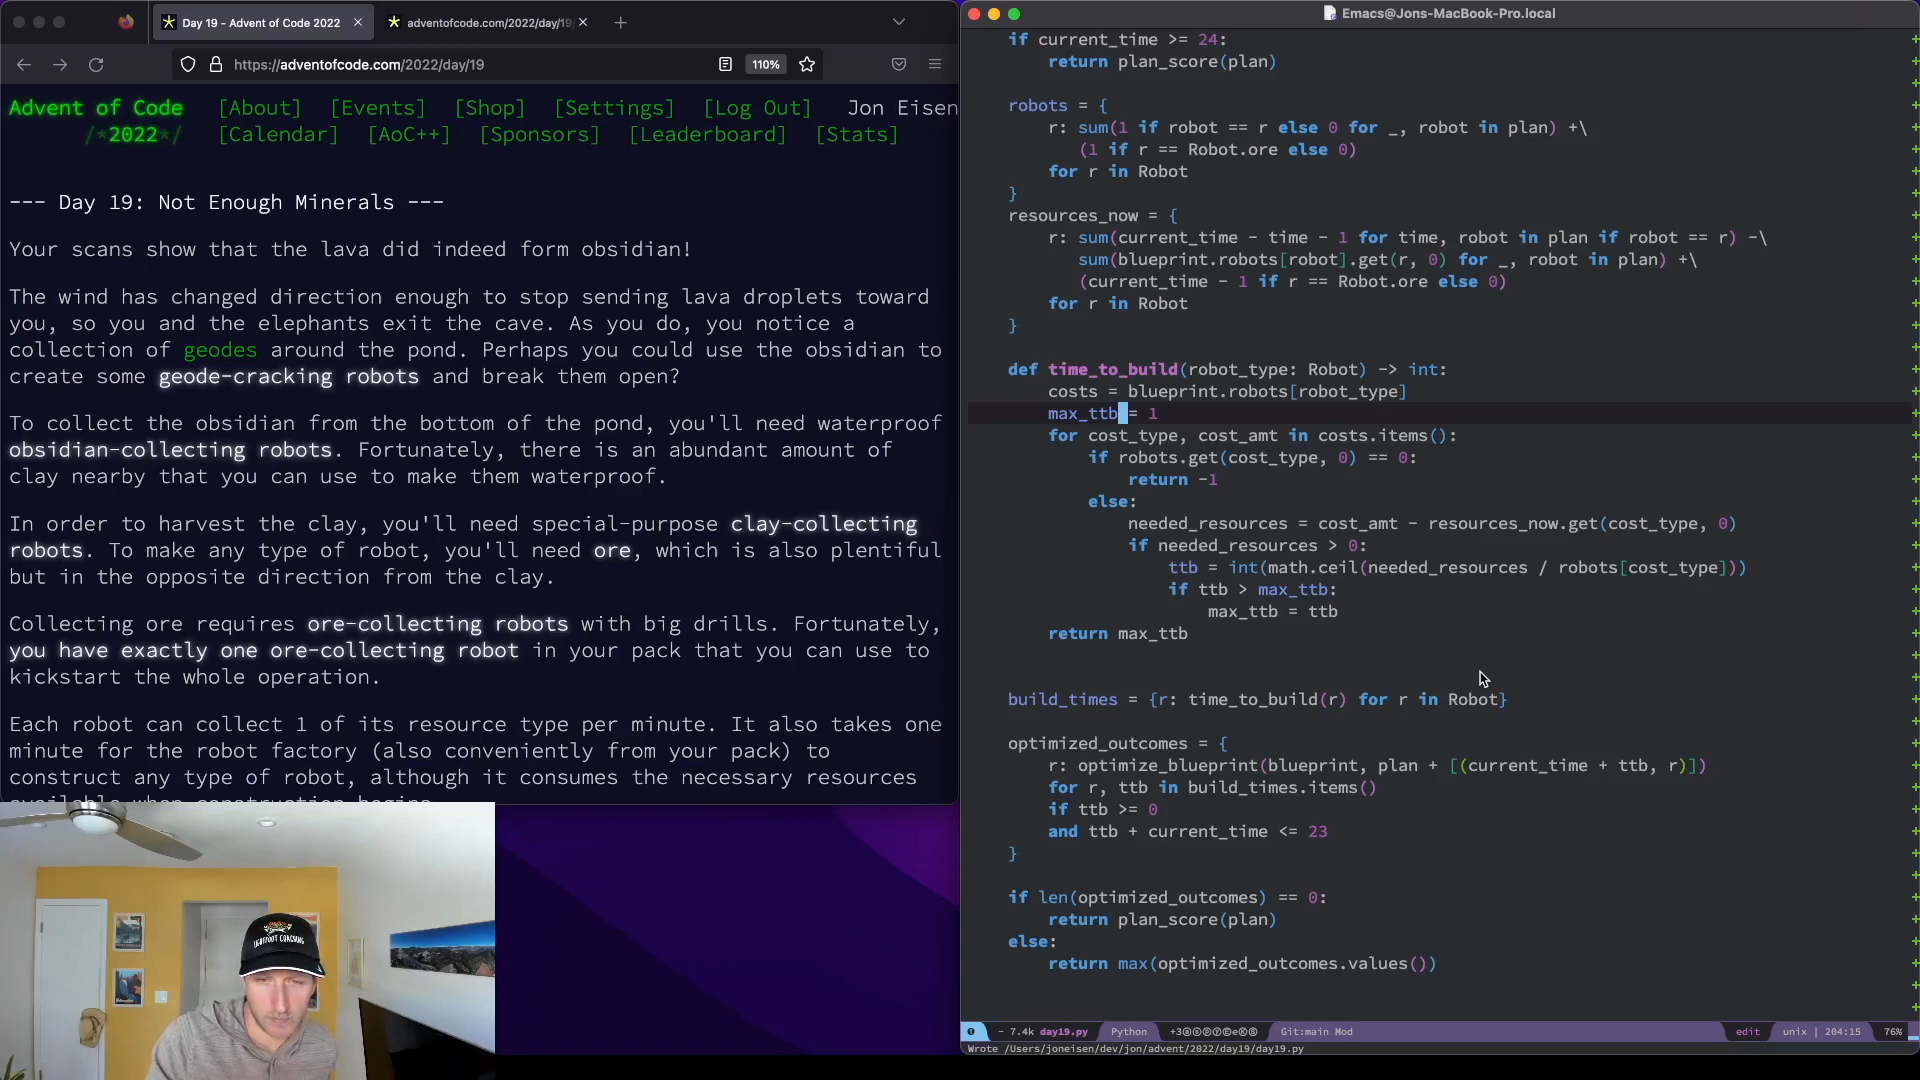 Day 19 - Advent of Code 2022
adventofcode.com/2022/day/19
https://adventofcode.com/2022/day/19
110%
Advent of Code [About] [Events] [Shop] [Settings] [Log Out] Jon Eisen
/*2022*/ [Calendar] [AoC++] [Sponsors] [Leaderboard] [Stats]
--- Day 19: Not Enough Minerals ---
Your scans show that the lava did indeed form obsidian!
The wind has changed direction enough to stop sending lava droplets toward
you, so you and the elephants exit the cave. As you do, you notice a
collection of geodes around the pond. Perhaps you could use the obsidian to
create some geode-cracking robots and break them open?
To collect the obsidian from the bottom of the pond, you'll need waterproof
obsidian-collecting robots. Fortunately, there is an abundant amount of
clay nearby that you can use to make them waterproof.
In order to harvest the clay, you'll need special-purpose clay-collecting
robots. To make any type of robot, you'll need ore, which is also plentiful
but in the opposite direction from the clay.
Collecting ore requires ore-collecting robots with big drills. Fortunately,
you have exactly one ore-collecting robot in your pack that you can use to
kickstart the whole operation.
Each robot can collect 1 of its resource type per minute. It also takes one
minute for the robot factory (also conveniently from your pack) to
construct any type of robot, although it consumes the necessary resources
available when construction begins.
LIGHTFOOT COACHING
Emacs@Jons-MacBook-Pro.local
if current_time >= 24:
return plan_score(plan)
robots = {
r: sum(1 if robot == r else 0 for _, robot in plan) +\
(1 if r == Robot.ore else 0)
for r in Robot
}
resources_now = {
r: sum(current_time - time - 1 for time, robot in plan if robot == r) -\
sum(blueprint.robots[robot].get(r, 0) for _, robot in plan) +\
(current_time - 1 if r == Robot.ore else 0)
for r in Robot
}
def time_to_build(robot_type: Robot) -> int:
costs = blueprint.robots[robot_type]
max_ttb = 1
for cost_type, cost_amt in costs.items():
if robots.get(cost_type, 0) == 0:
return -1
else:
needed_resources = cost_amt - resources_now.get(cost_type, 0)
if needed_resources > 0:
ttb = int(math.ceil(needed_resources / robots[cost_type]))
if ttb > max_ttb:
max_ttb = ttb
return max_ttb
build_times = {r: time_to_build(r) for r in Robot}
optimized_outcomes = {
r: optimize_blueprint(blueprint, plan + [(current_time + ttb, r)])
for r, ttb in build_times.items()
if ttb >= 0
and ttb + current_time <= 23
}
if len(optimized_outcomes) == 0:
return plan_score(plan)
else:
return max(optimized_outcomes.values())
- 7.4k day19.py Python Git:main Mod edit unix | 204:15 76%
Wrote /Users/joneisen/dev/jon/advent/2022/day19/day19.py